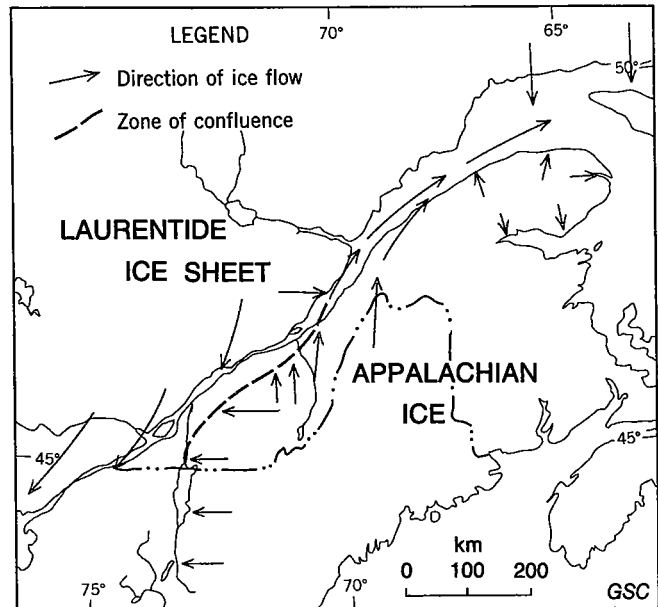 LEGEND
Direction of ice flow
Zone of confluence
70°
65°
50°
LAURENTIDE
ICE SHEET
APPALACHIAN
ICE
45°
45°
km
0 100 200
75°
70°
GSC